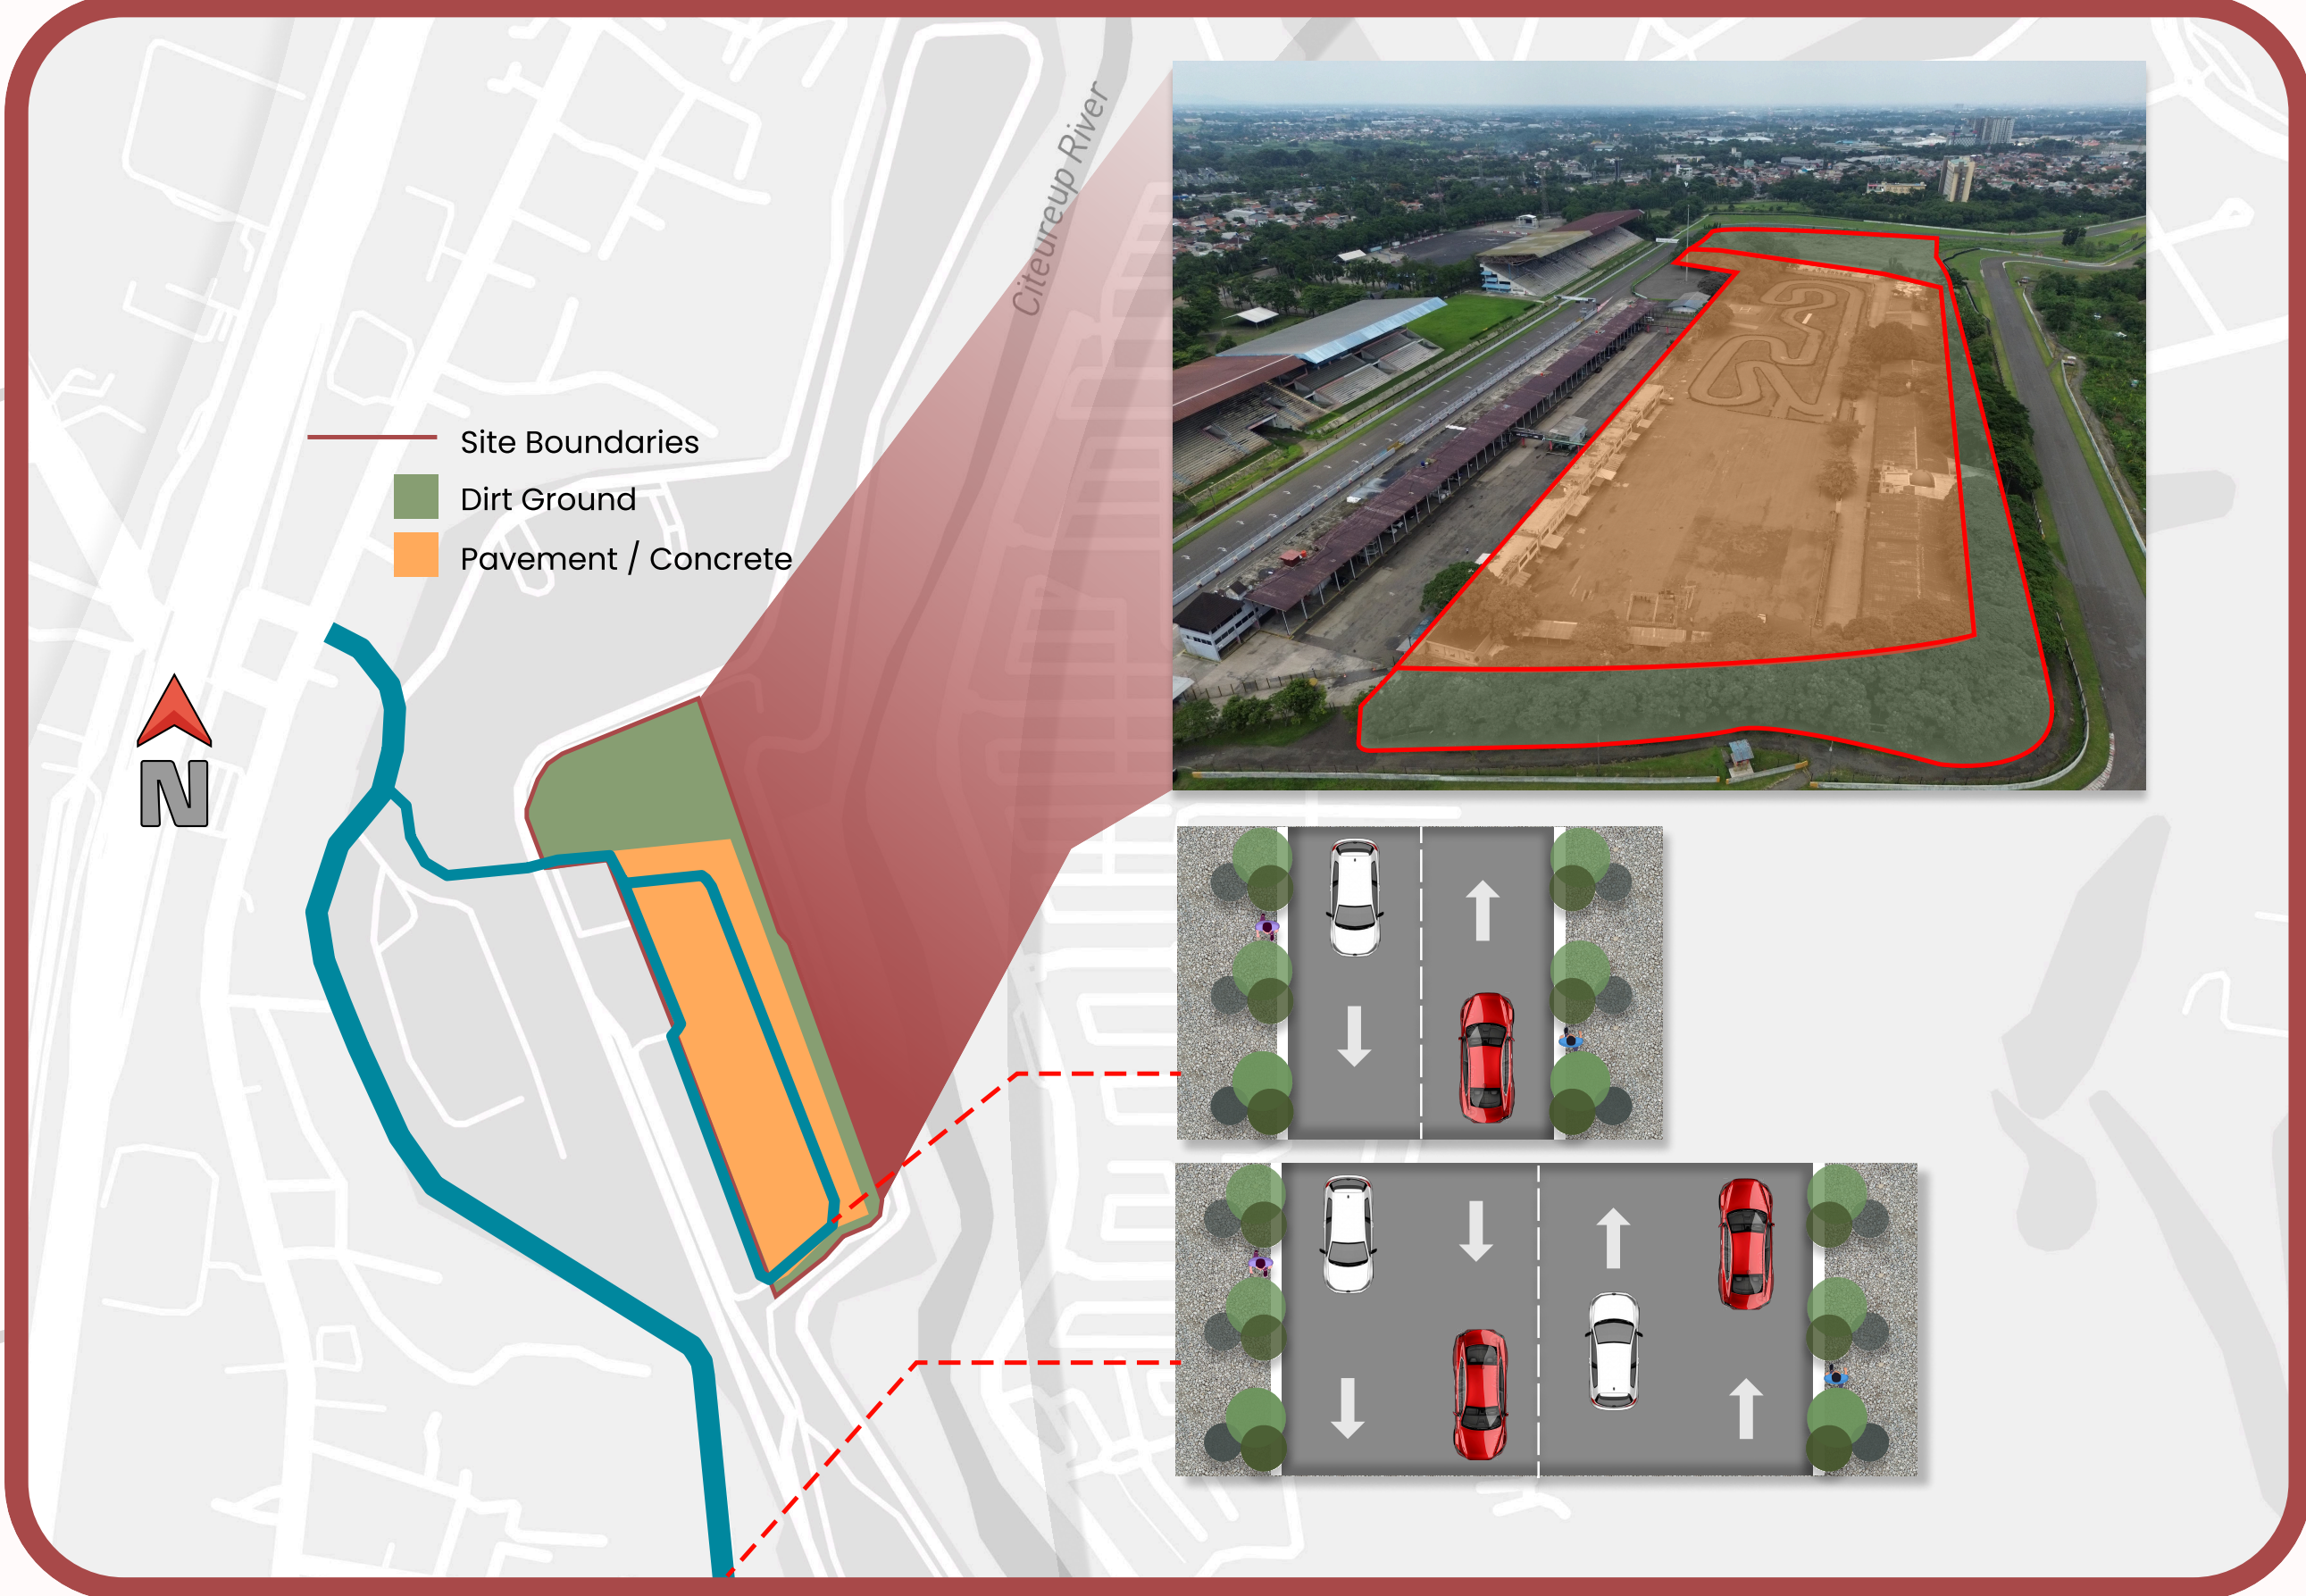 Citeureup River
Site Boundaries
Dirt Ground
Pavement / Concrete
N